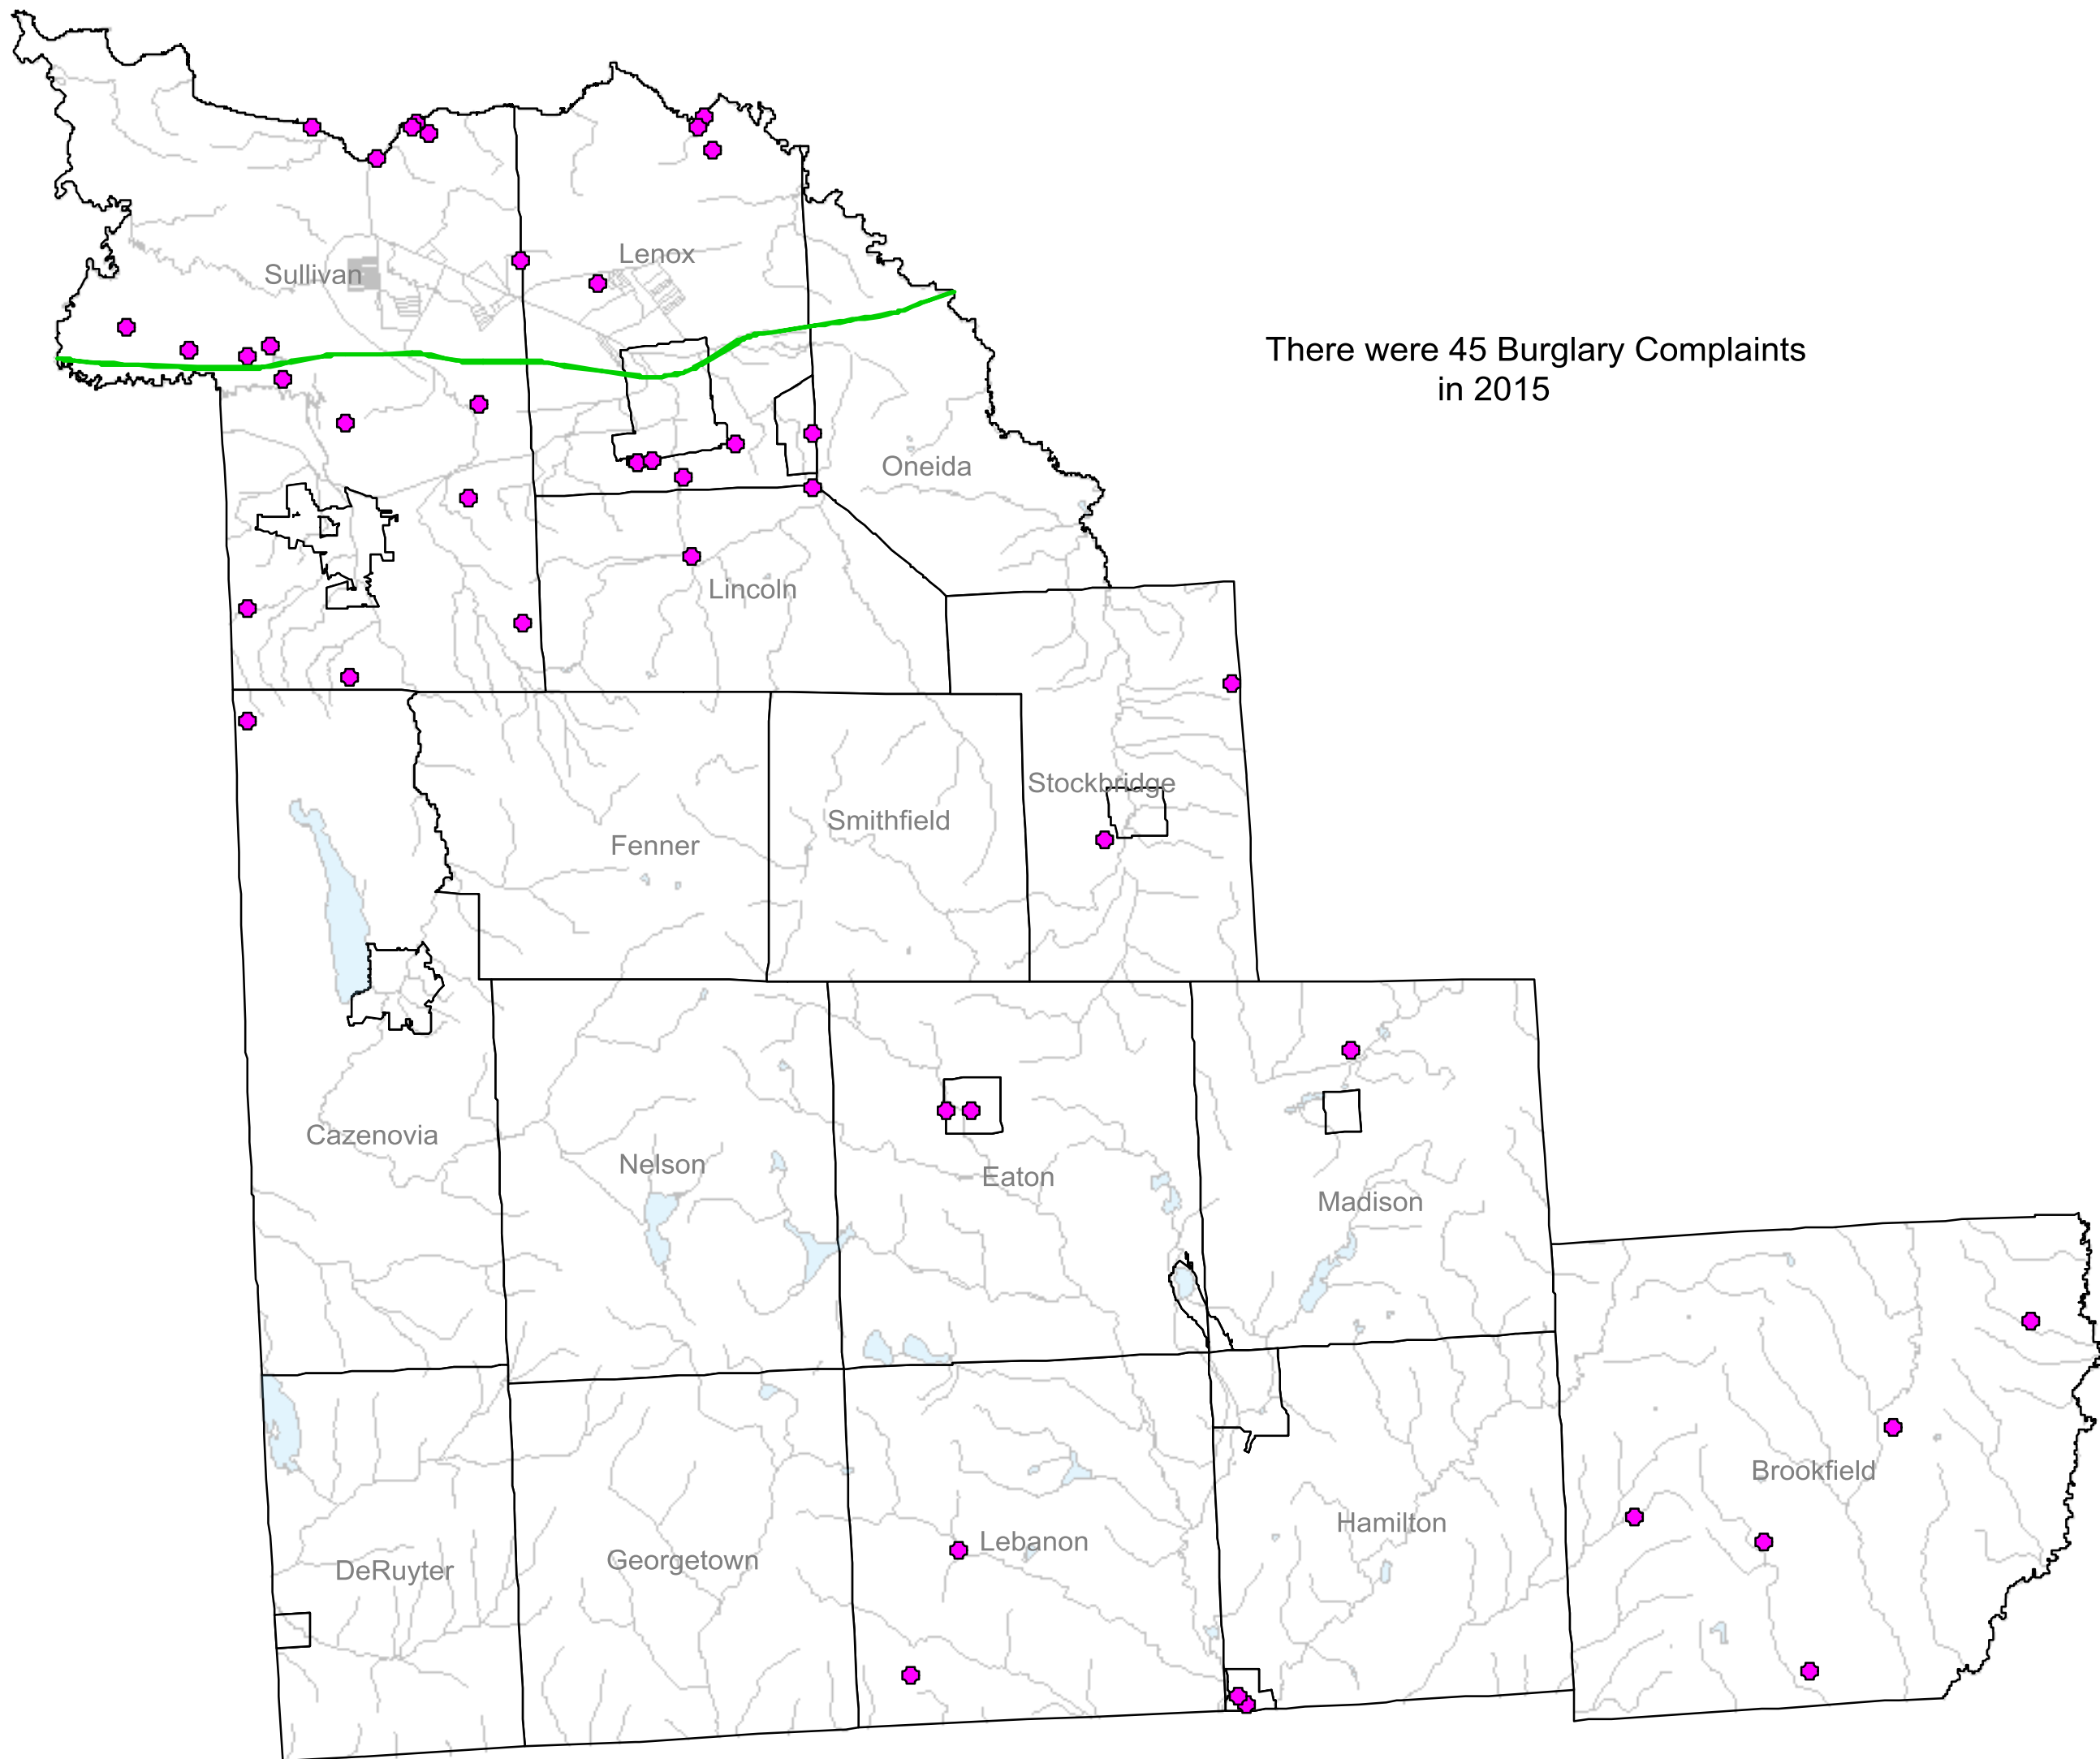 Lenox
Sullivan
There were 45 Burglary Complaints
in 2015
Oneida
Lincoln
Stockbridge
Smithfield
Fenner
Cazenovia
Nelson
Eaton
Madison
Brookfield
Hamilton
Lebanon
Georgetown
DeRuyter